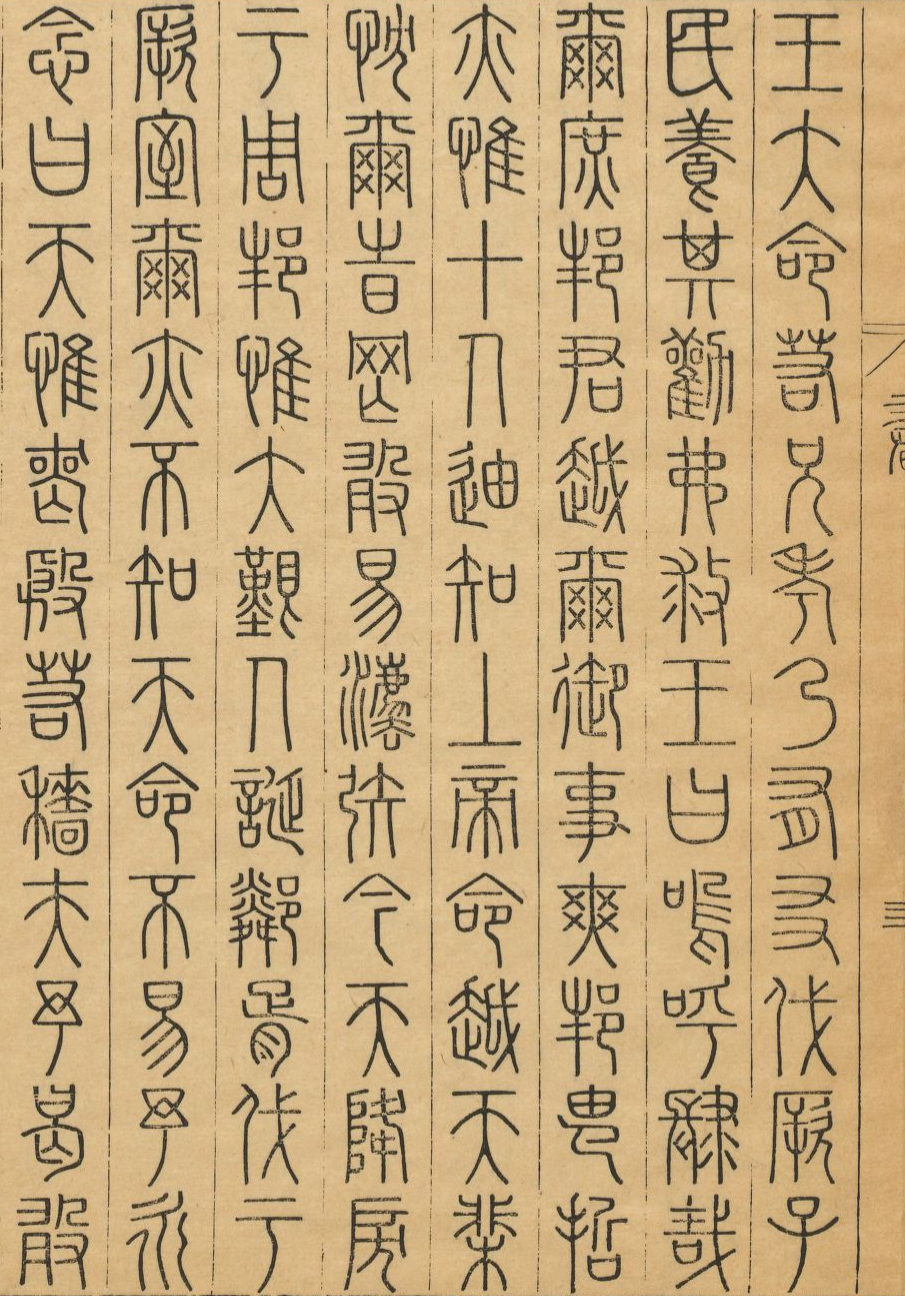 王大命若兄考乃有友伐厥子
民養其勸弗救王曰嗚呼肆哉
爾庶邦君越爾御事爽邦由哲
亦惟十人迪知上帝命越天棐
忱爾時罔敢易法矧今天降戾
于周邦惟大艱人誕鄰胥伐于
厥室爾亦不知天命不易予永
念曰天惟喪殷若穡夫予曷敢